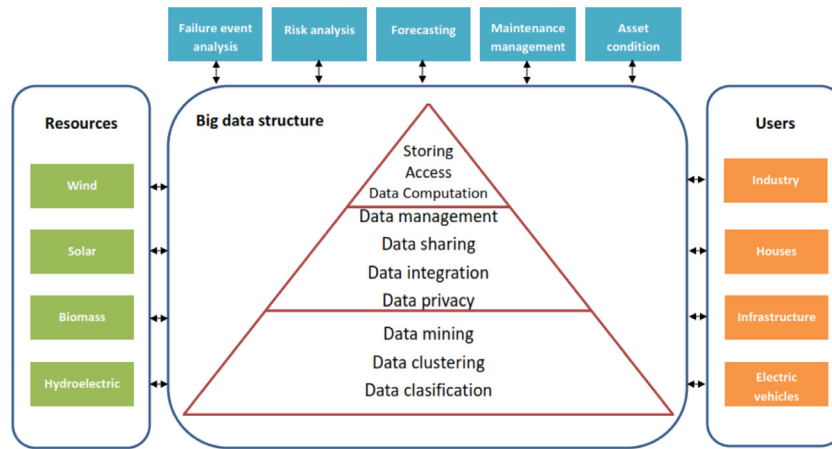 Failure event
analysis
Risk analysis
Forecasting
Maintenance
management
Asset
condition
Resources
Wind
Solar
Biomass
Hydroelectric
Big data structure
Storing
Access
Data Computation
Data management
Data sharing
Data integration
Data privacy
Data mining
Data clustering
Data clasification
Users
Industry
Houses
Infrastructure
Electric
vehicles